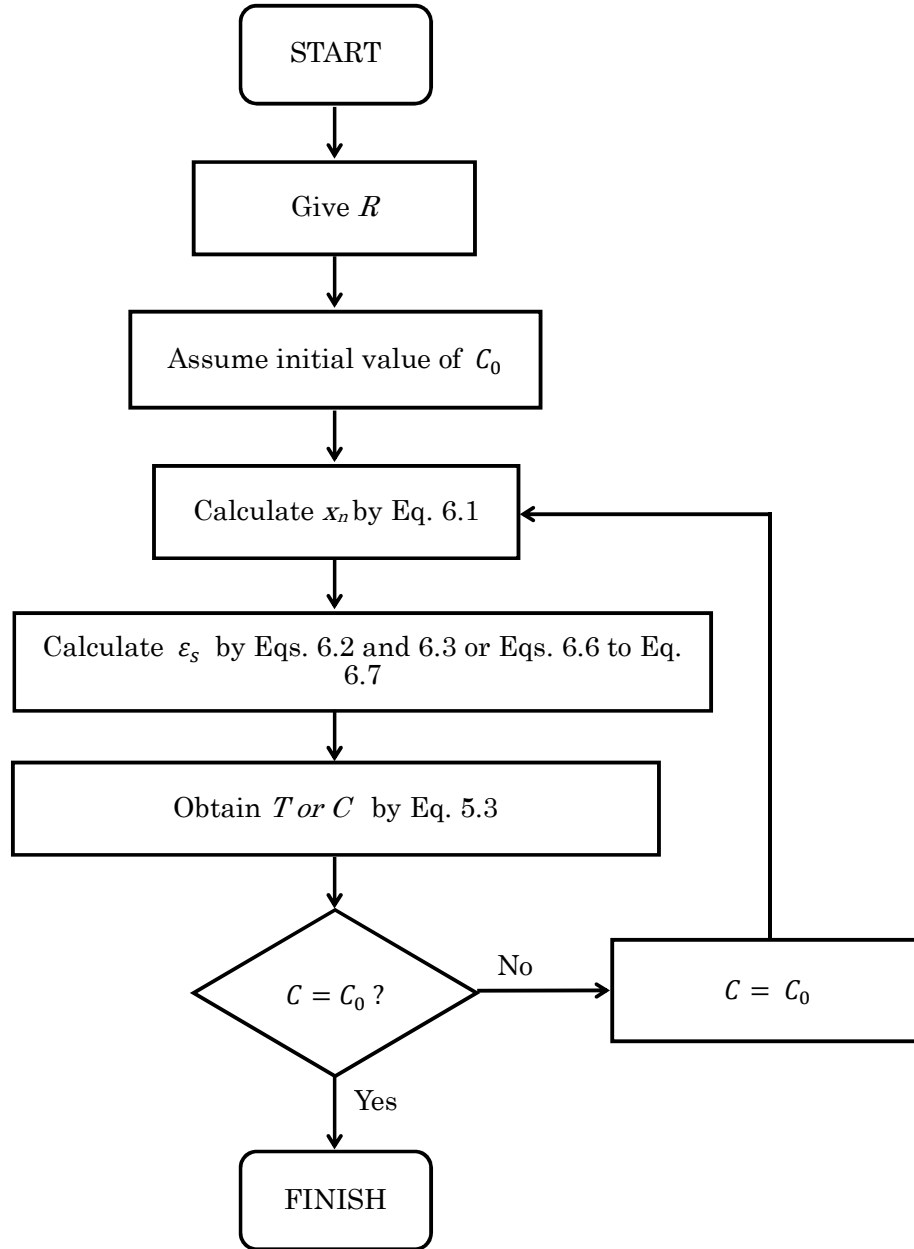 START
Give R
Assume initial value of C₀
Calculate xₙ by Eq. 6.1
Calculate εₛ by Eqs. 6.2 and 6.3 or Eqs. 6.6 to Eq.
6.7
Obtain T or C by Eq. 5.3
C = C₀ ?
No
C = C₀
Yes
FINISH